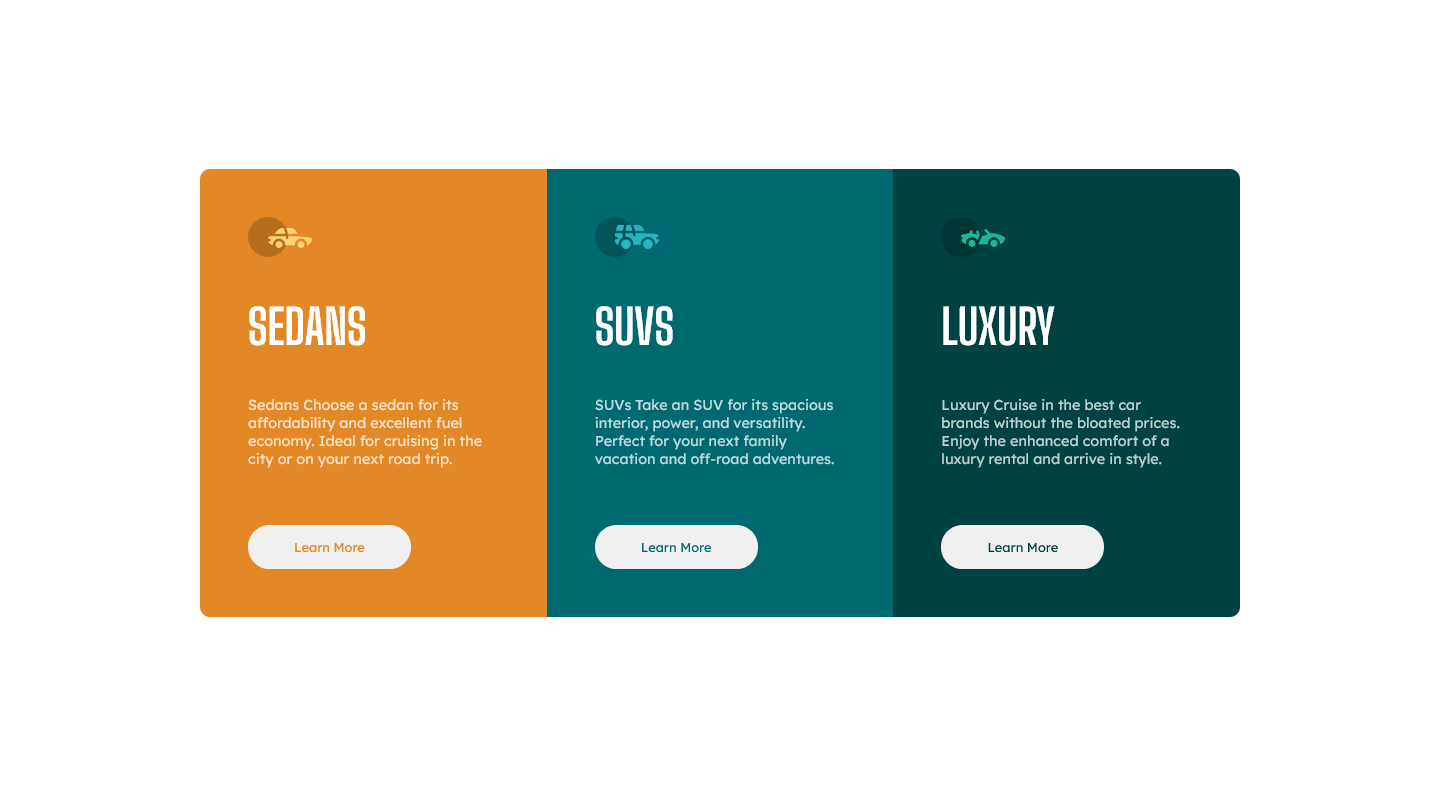 SEDANS
Sedans Choose a sedan for its
affordability and excellent fuel
economy. Ideal for cruising in the
city or on your next road trip.
Learn More
SUVS
SUVs Take an SUV for its spacious
interior, power, and versatility.
Perfect for your next family
vacation and off-road adventures.
Learn More
LUXURY
Luxury Cruise in the best car
brands without the bloated prices.
Enjoy the enhanced comfort of a
luxury rental and arrive in style.
Learn More